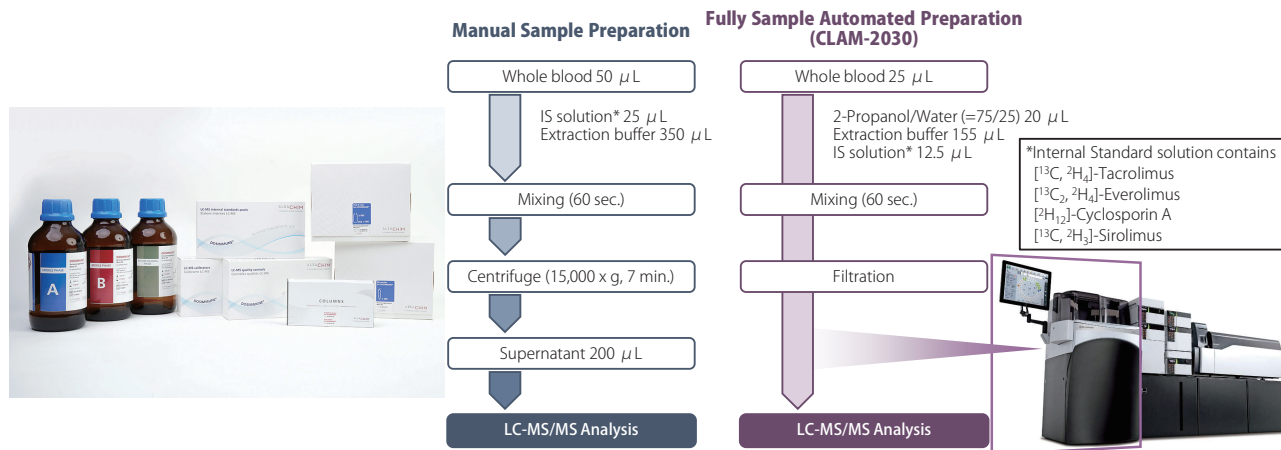 Manual Sample Preparation
Whole blood 50 μL
IS solution* 25 μL
Extraction buffer 350 μL
Mixing (60 sec.)
Centrifuge (15,000 x g, 7 min.)
Supernatant 200 μL
LC-MS/MS Analysis
Fully Sample Automated Preparation
(CLAM-2030)
Whole blood 25 μL
2-Propanol/Water (=75/25) 20 μL
Extraction buffer 155 μL
IS solution* 12.5 μL
Mixing (60 sec.)
Filtration
LC-MS/MS Analysis
*Internal Standard solution contains
[¹³C, ²H₄]-Tacrolimus
[¹³C₂, ²H₄]-Everolimus
[²H₁₂]-Cyclosporin A
[¹³C, ²H₃]-Sirolimus
A
B
ALSACHIM
COLUMNS